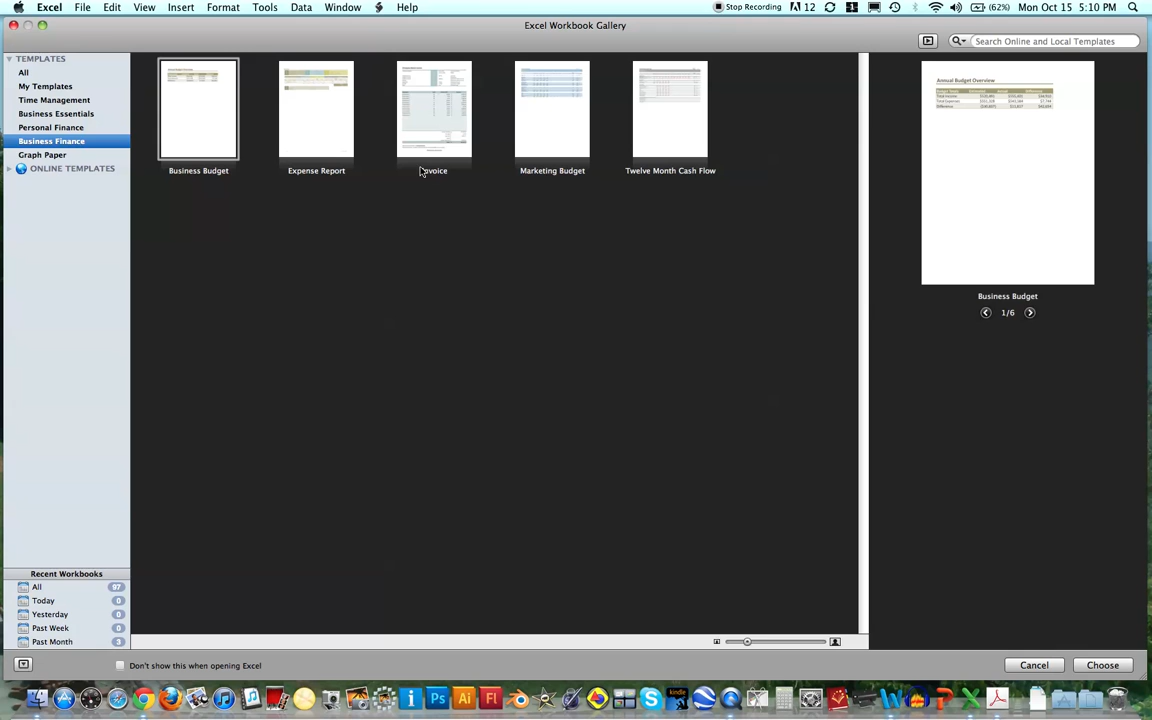 Excel File Edit View Insert Format Tools Data Window Help Stop Recording 12 (62%) Mon Oct 15 5:10 PM
Excel Workbook Gallery
Search Online and Local Templates
TEMPLATES
All
My Templates
Time Management
Business Essentials
Personal Finance
Business Finance
Graph Paper
ONLINE TEMPLATES
Business Budget Expense Report Invoice Marketing Budget Twelve Month Cash Flow
Annual Budget Overview
Business Budget
1/6
Recent Workbooks
All 97
Today 0
Yesterday 0
Past Week 0
Past Month 3
Don't show this when opening Excel
Cancel Choose